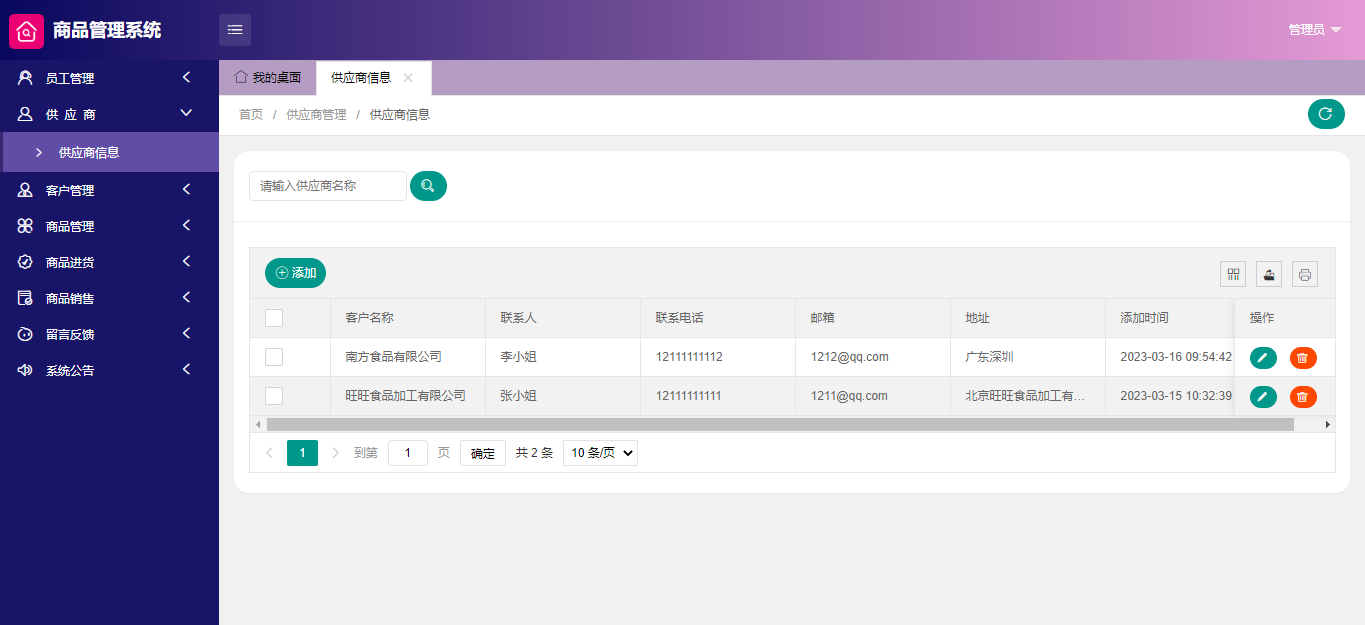 商品管理系统
管理员
员工管理
供 应 商
供应商信息
客户管理
商品管理
商品进货
商品销售
留言反馈
系统公告
我的桌面 供应商信息
首页 / 供应商管理 / 供应商信息
请输入供应商名称
添加
客户名称 联系人 联系电话 邮箱 地址 添加时间 操作
南方食品有限公司 李小姐 12111111112 1212@qq.com 广东深圳 2023-03-16 09:54:42
旺旺食品加工有限公司 张小姐 12111111111 1211@qq.com 北京旺旺食品加工有... 2023-03-15 10:32:39
1 到第 1 页 确定 共 2 条 10 条/页